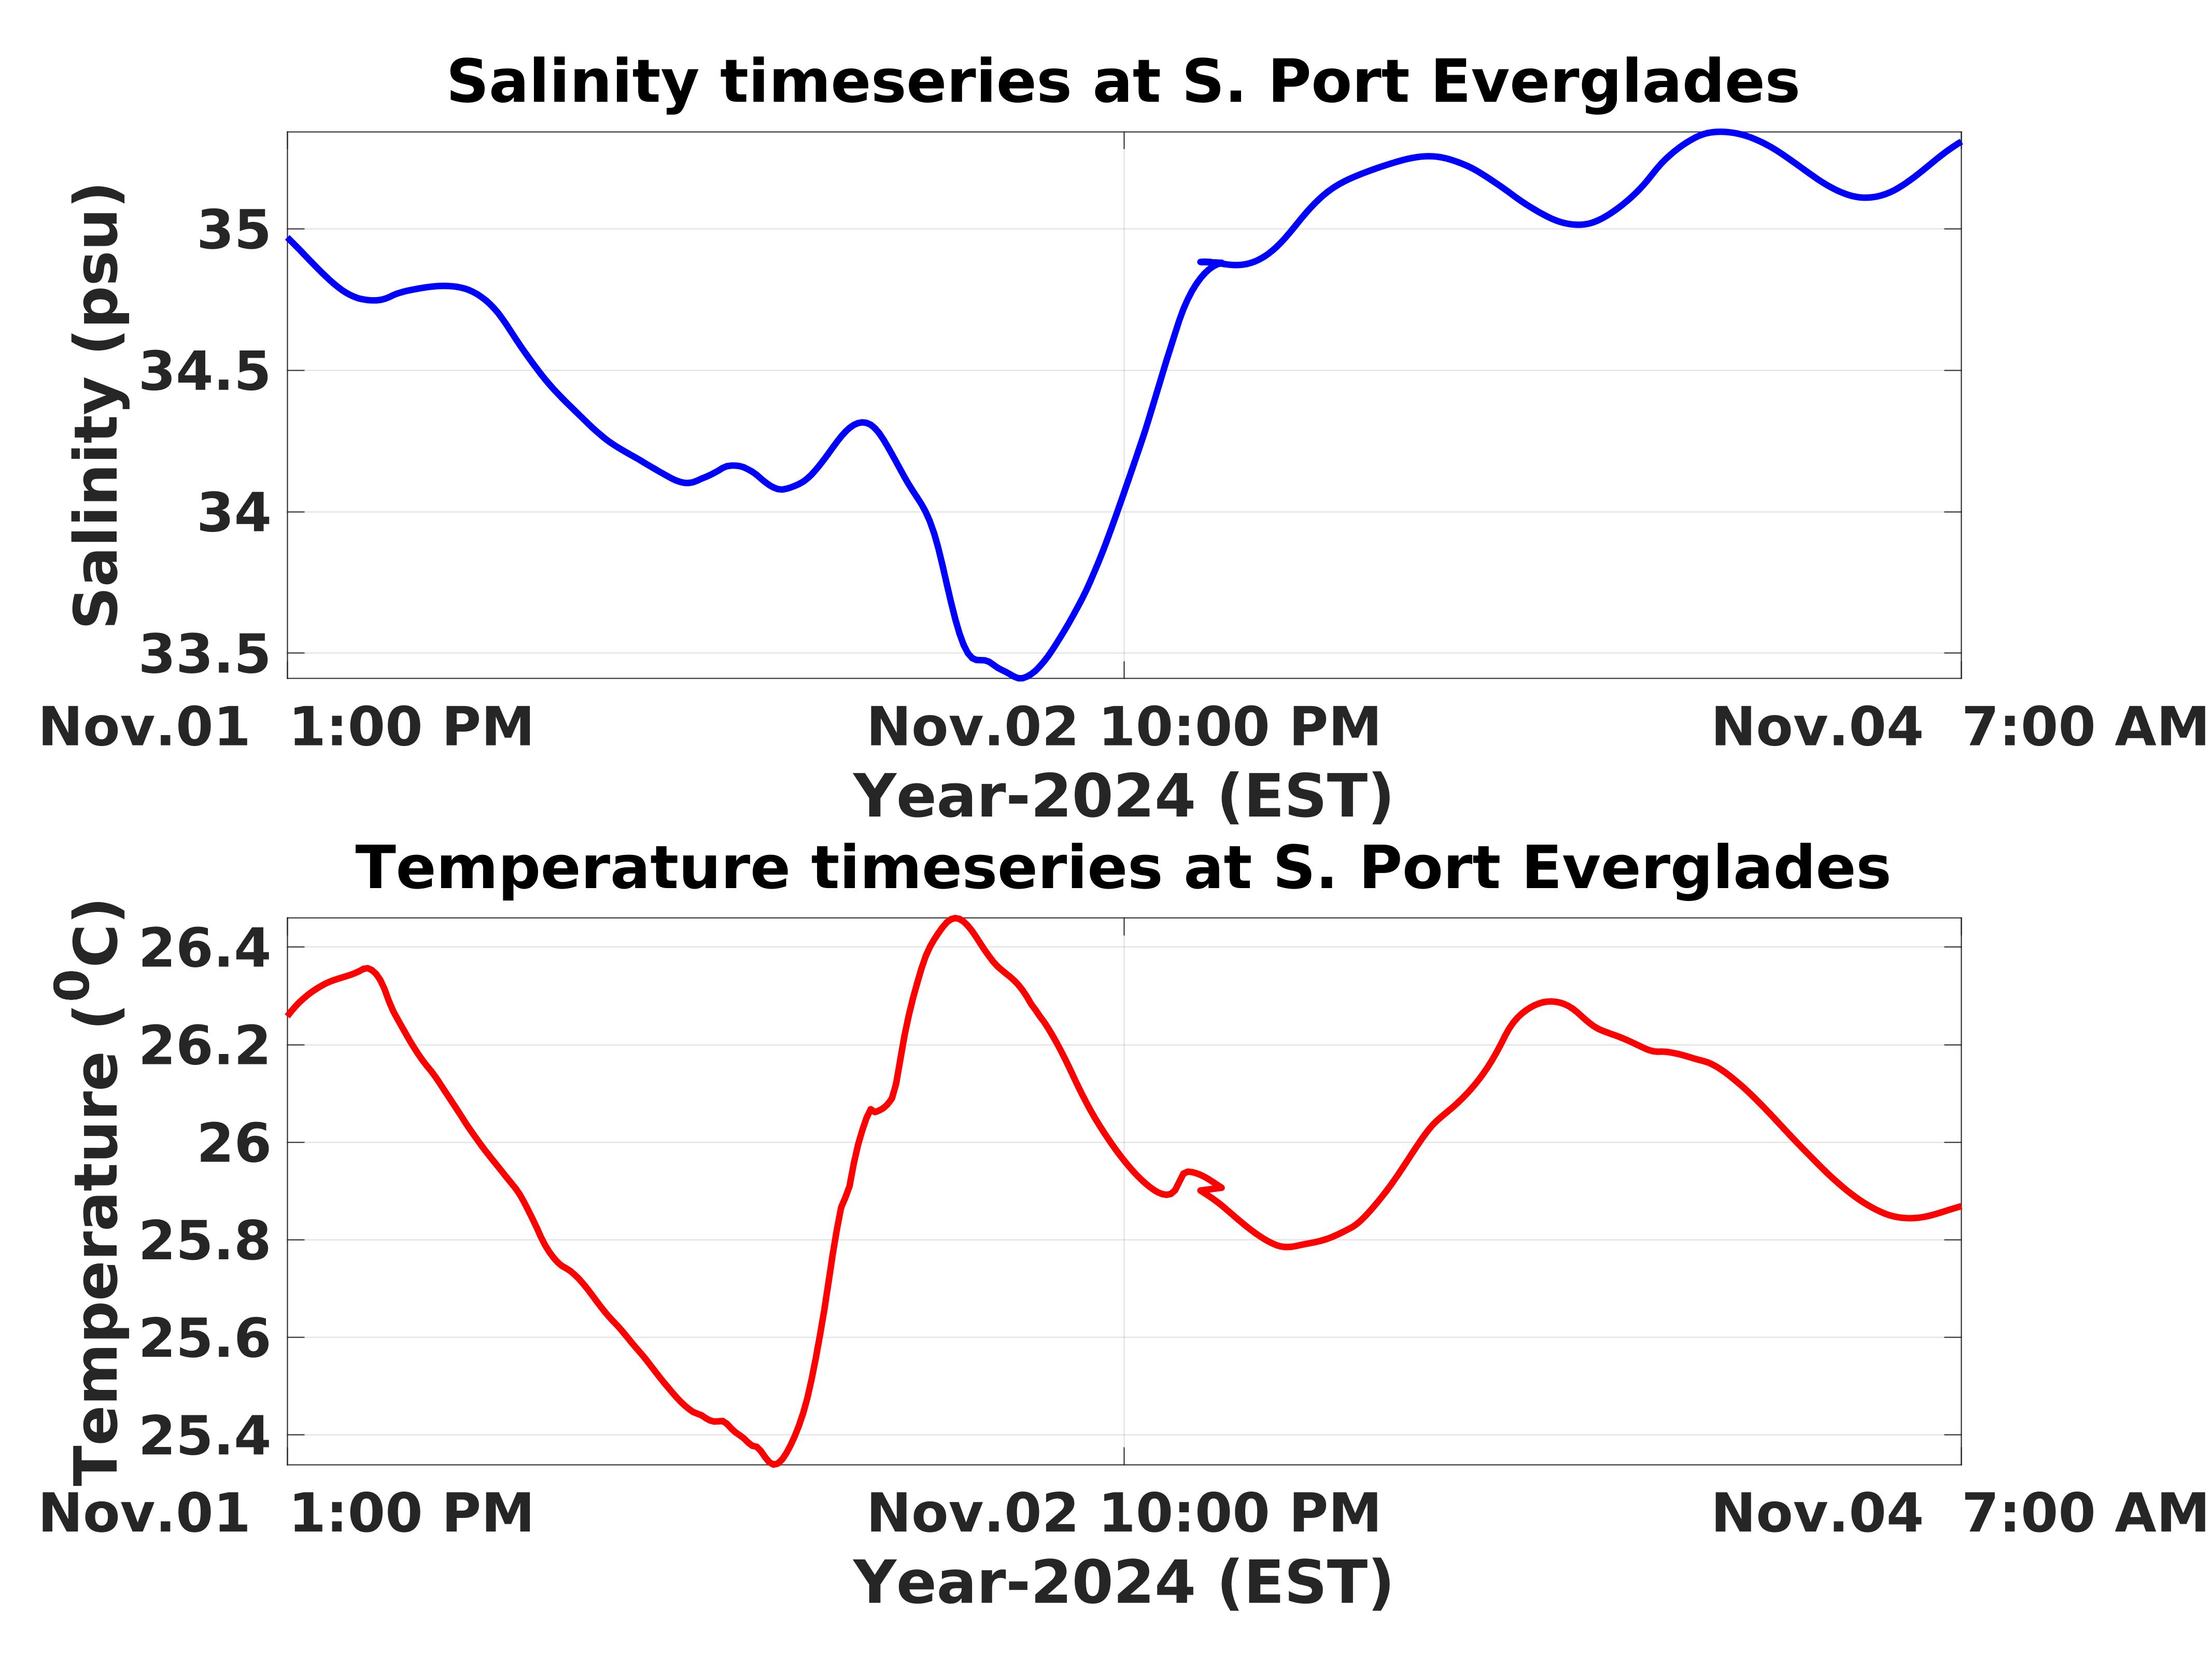 Salinity timeseries at S. Port Everglades
Salinity (psu)
35
34.5
34
33.5
Nov.01 1:00 PM Nov.02 10:00 PM Nov.04 7:00 AM
Year-2024 (EST)
Temperature timeseries at S. Port Everglades
Temperature (⁰C)
26.4
26.2
26
25.8
25.6
25.4
Nov.01 1:00 PM Nov.02 10:00 PM Nov.04 7:00 AM
Year-2024 (EST)